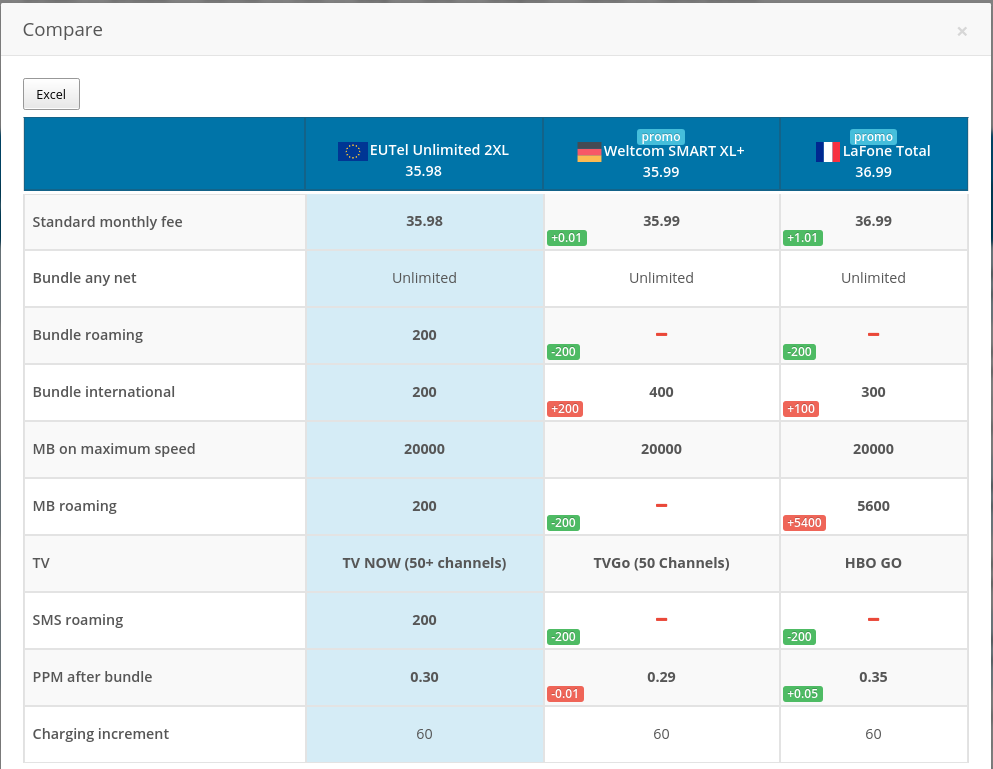 Compare
×
Excel
EUTel Unlimited 2XL
35.98
promo
Weltcom SMART XL+
35.99
promo
LaFone Total
36.99
Standard monthly fee 35.98 35.99 36.99
+0.01 +1.01
Bundle any net Unlimited Unlimited Unlimited
Bundle roaming 200 – –
-200 -200
Bundle international 200 400 300
+200 +100
MB on maximum speed 20000 20000 20000
MB roaming 200 – 5600
-200 +5400
TV TV NOW (50+ channels) TVGo (50 Channels) HBO GO
SMS roaming 200 – –
-200 -200
PPM after bundle 0.30 0.29 0.35
-0.01 +0.05
Charging increment 60 60 60